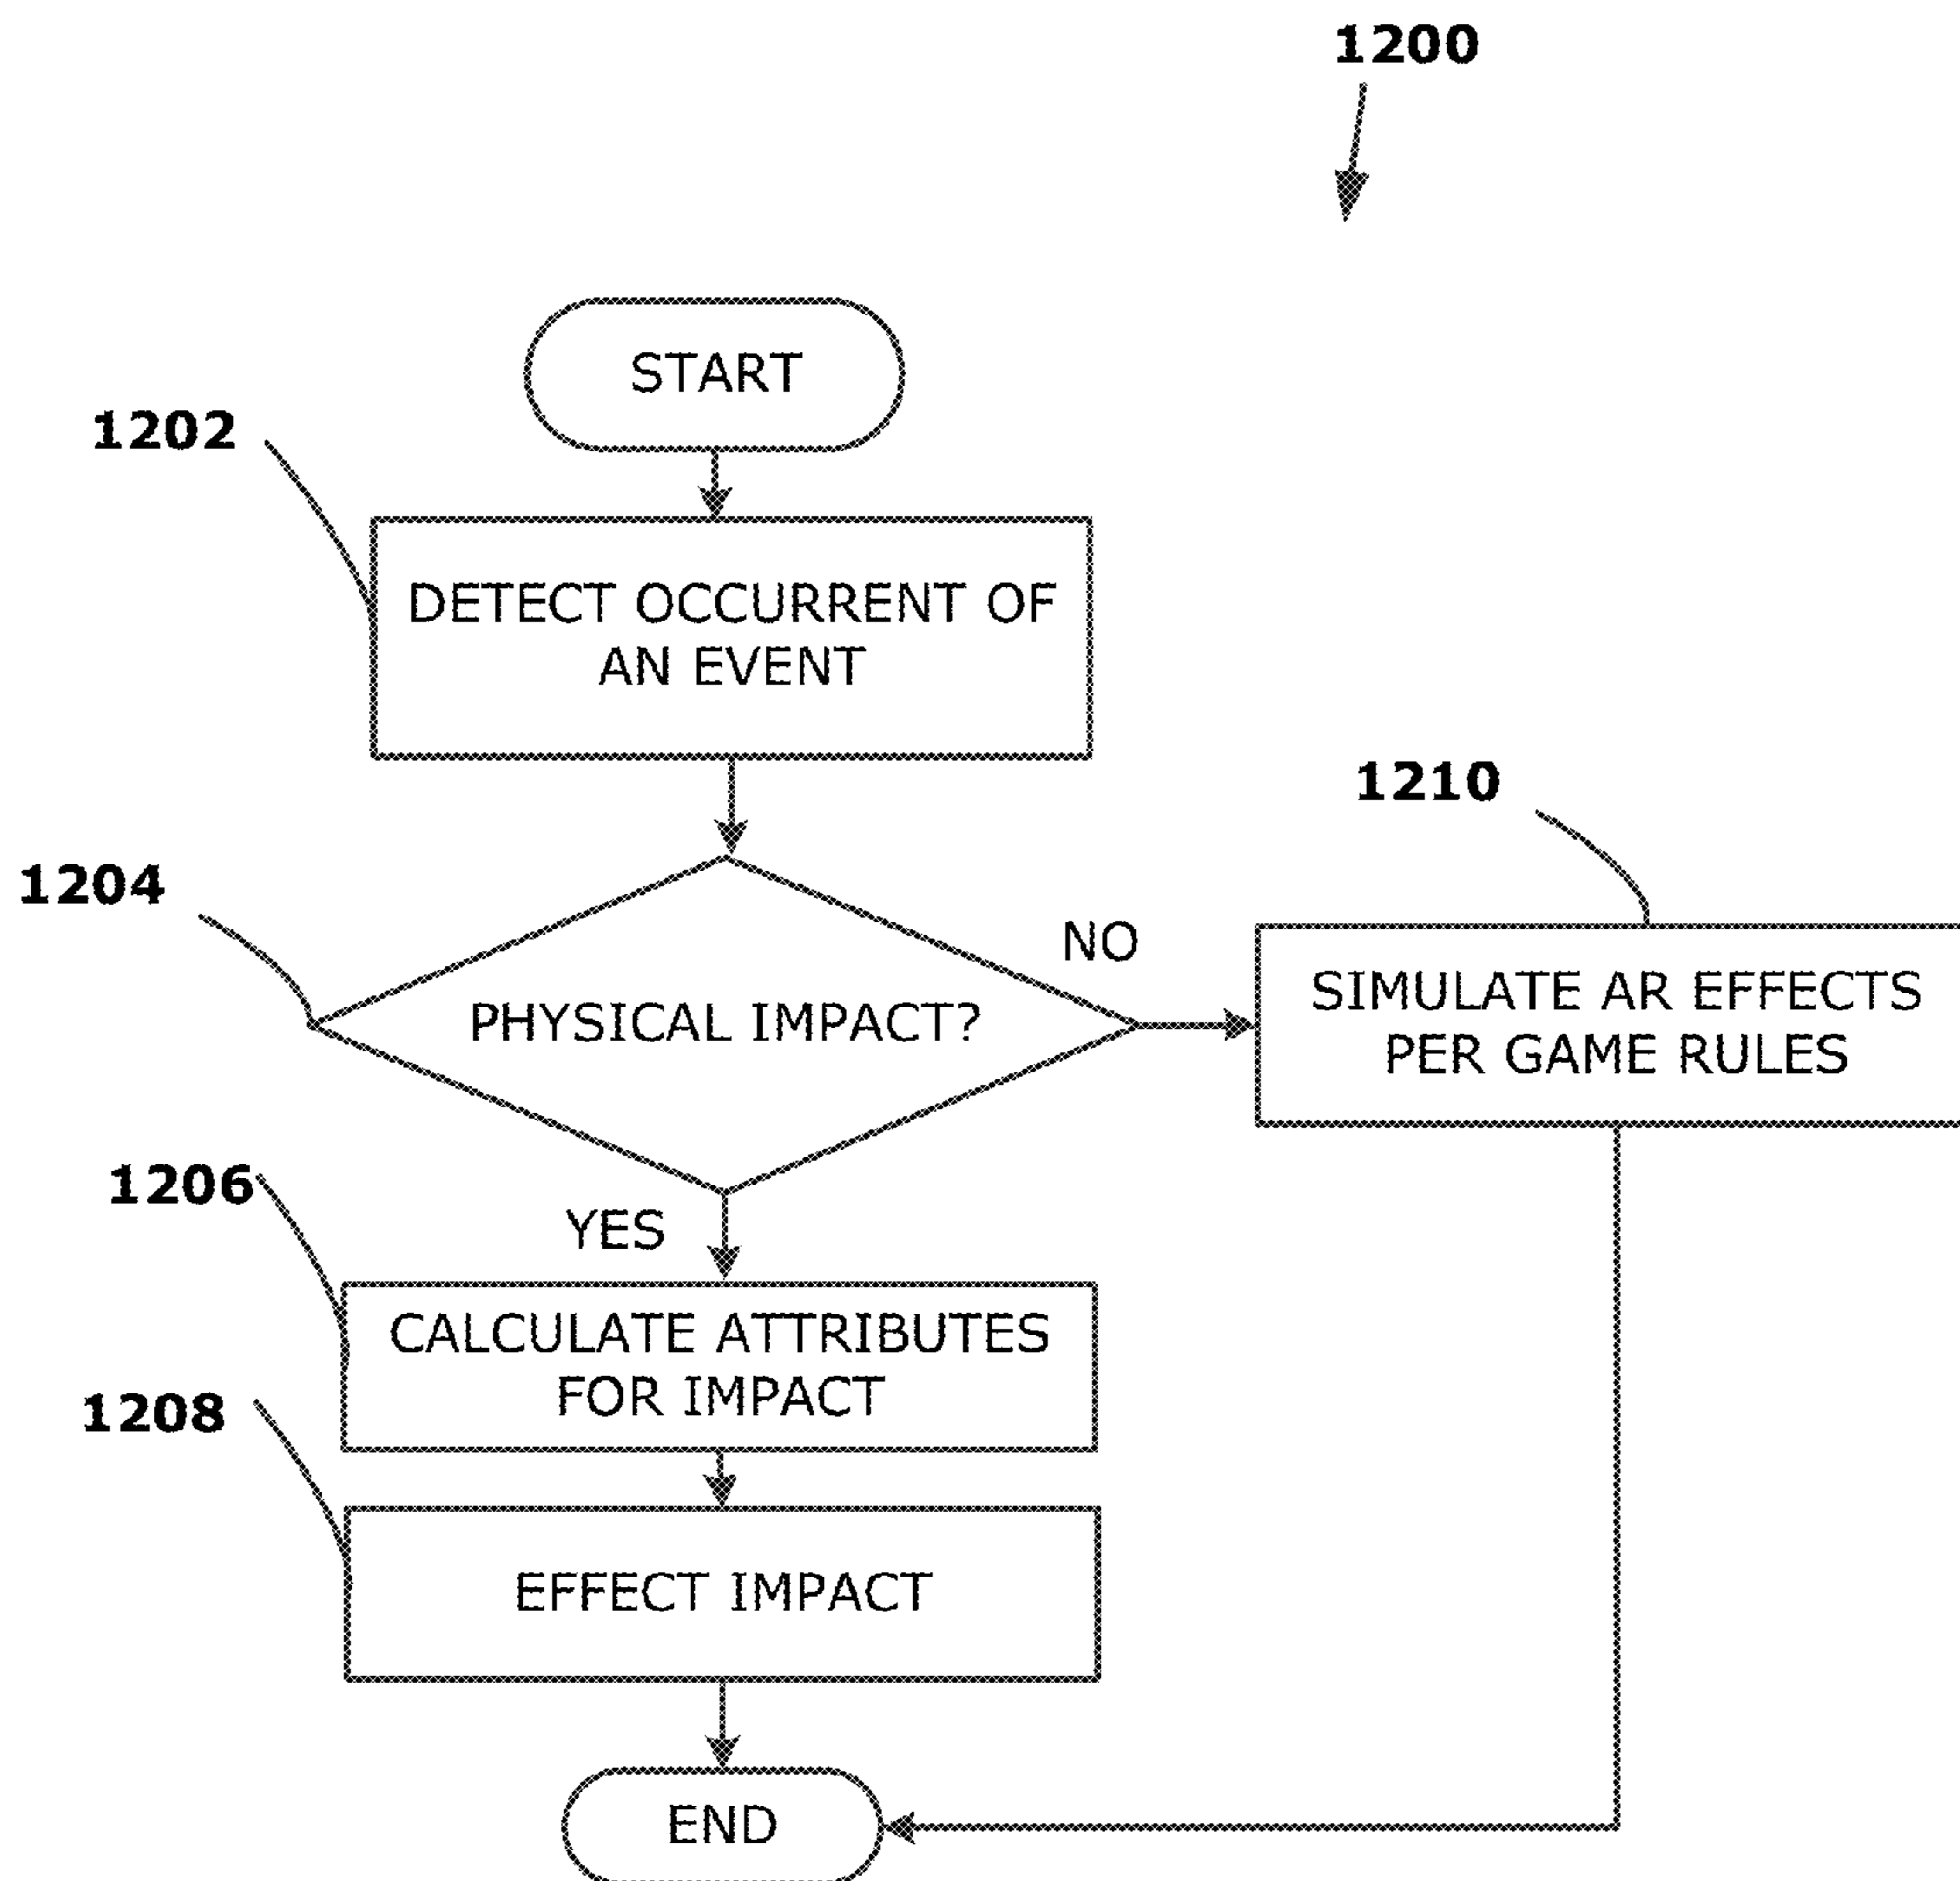 1200
START
1202
DETECT OCCURRENT OF
AN EVENT
1210
1204
NO
PHYSICAL IMPACT?
SIMULATE AR EFFECTS
PER GAME RULES
1206
YES
CALCULATE ATTRIBUTES
FOR IMPACT
1208
EFFECT IMPACT
END